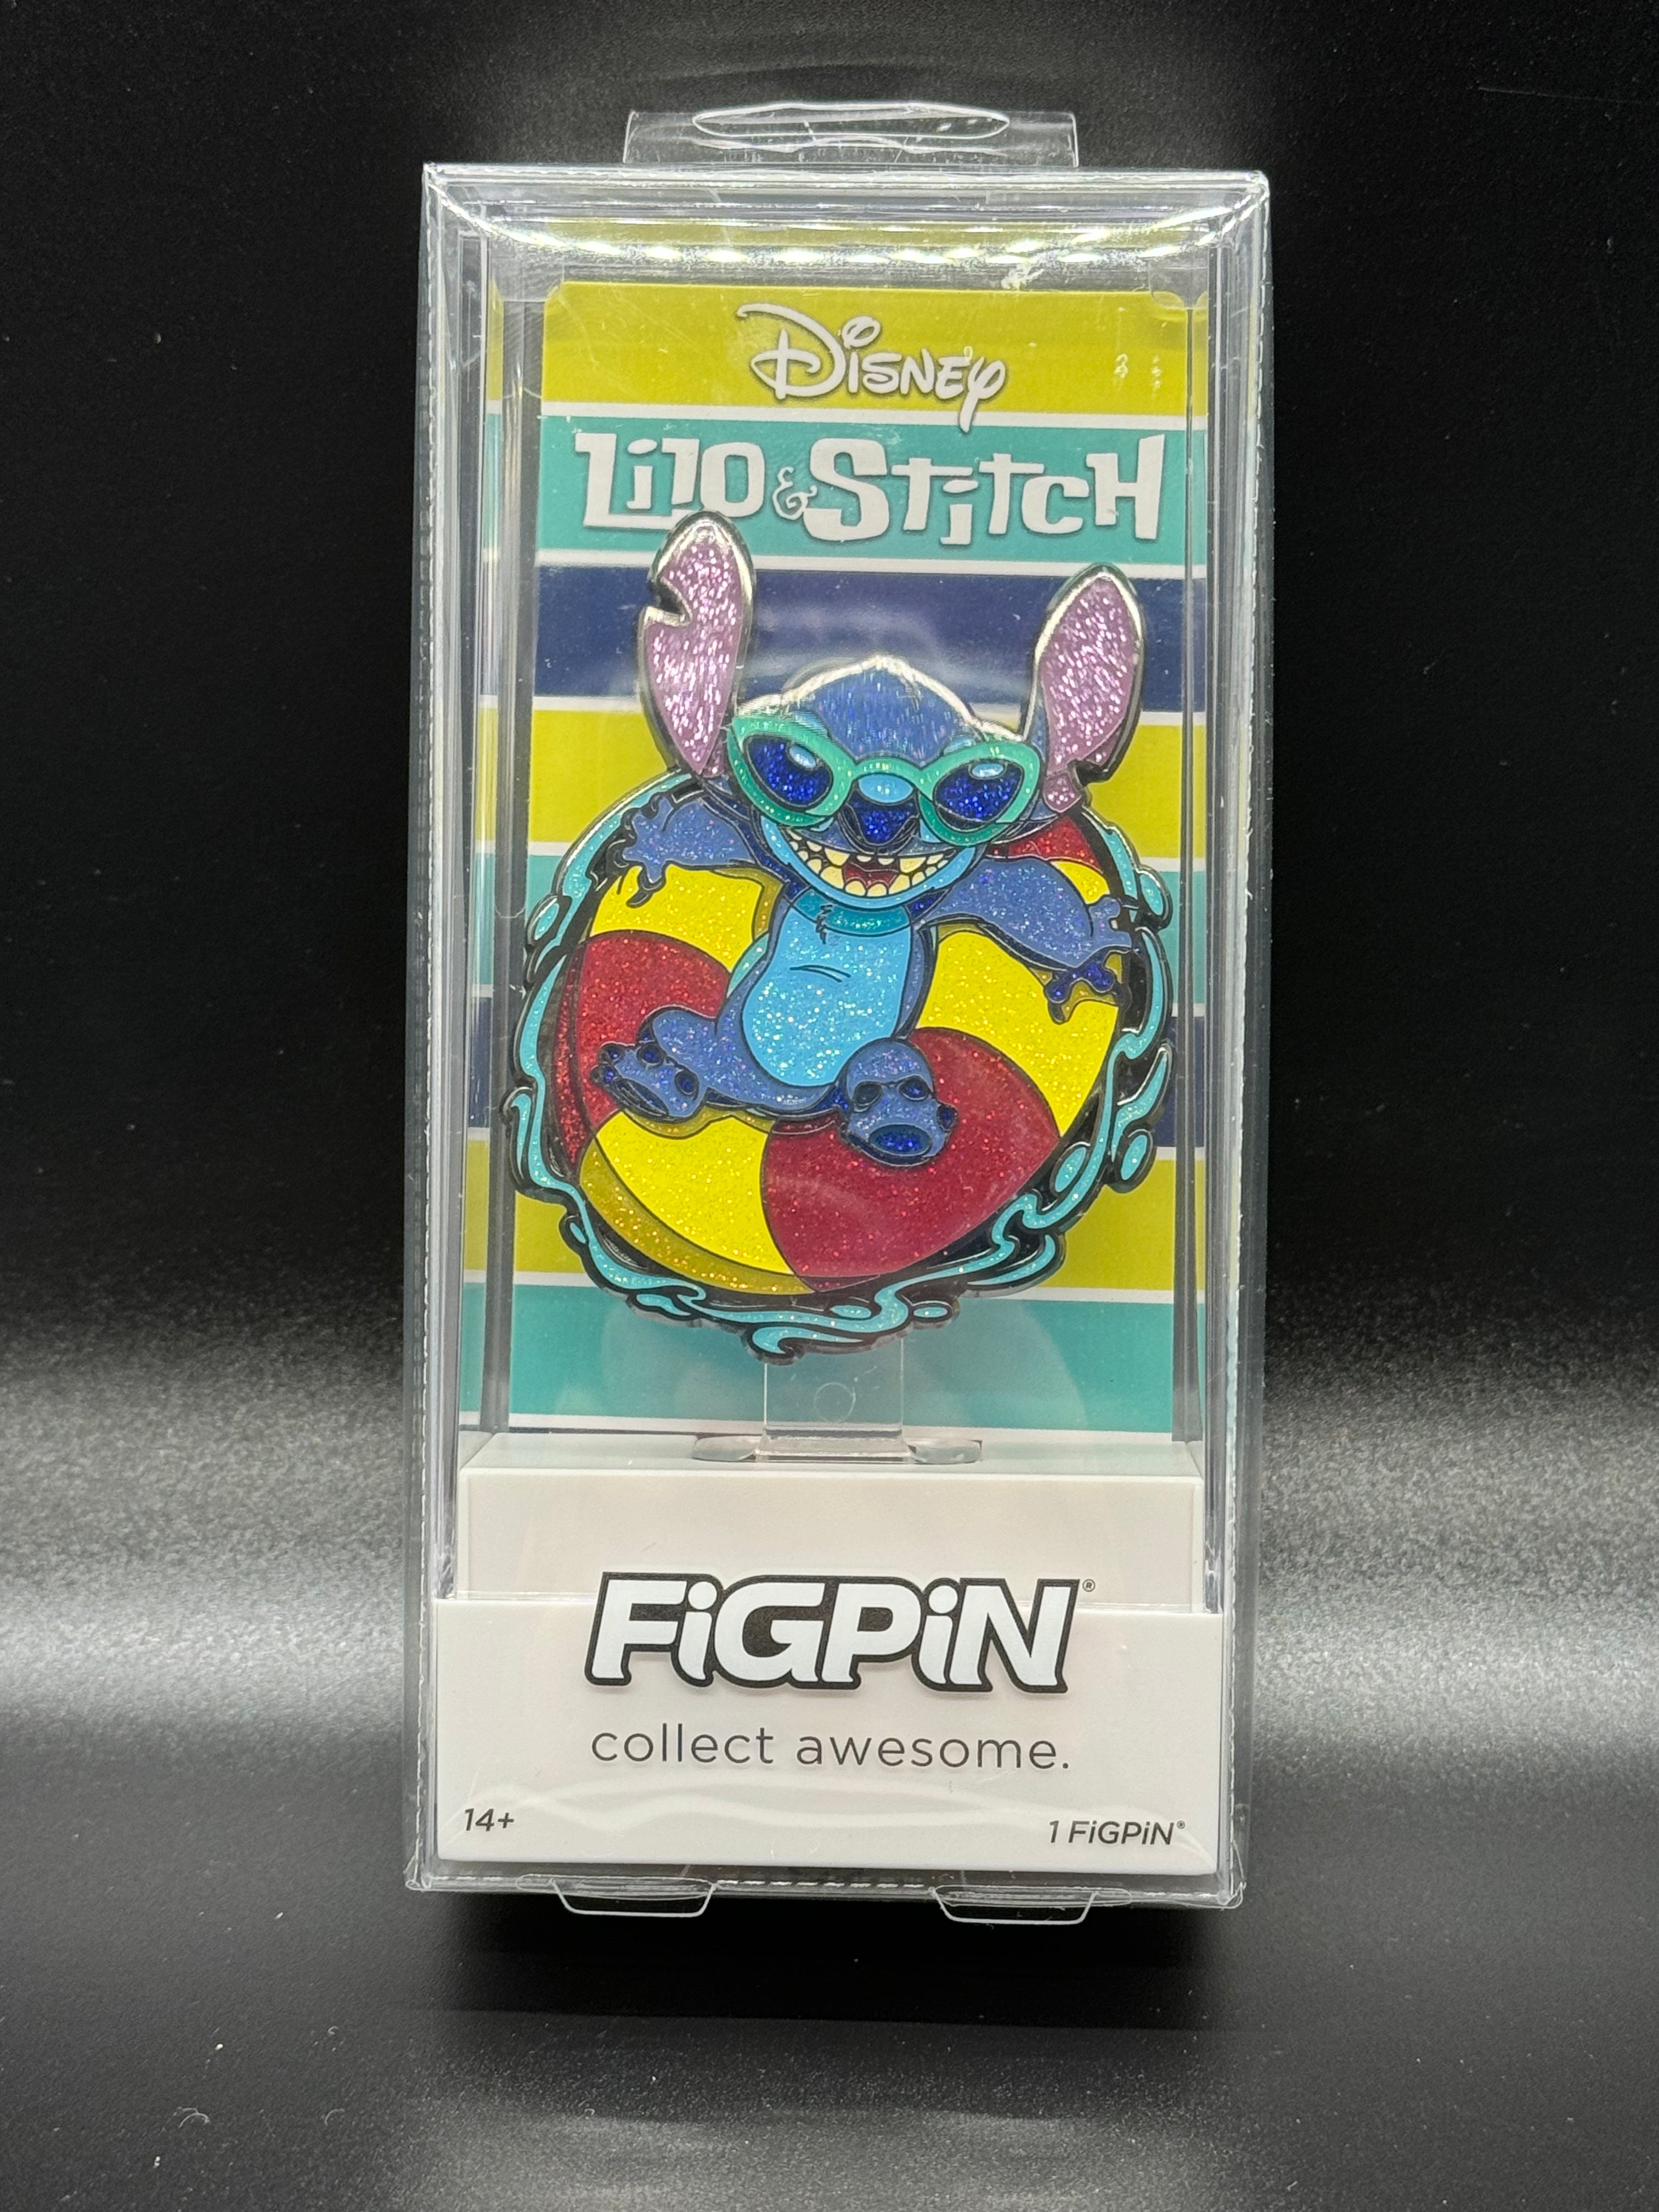 Disney
Lilo & Stitch
FiGPiN®
collect awesome.
14+
1 FiGPiN®